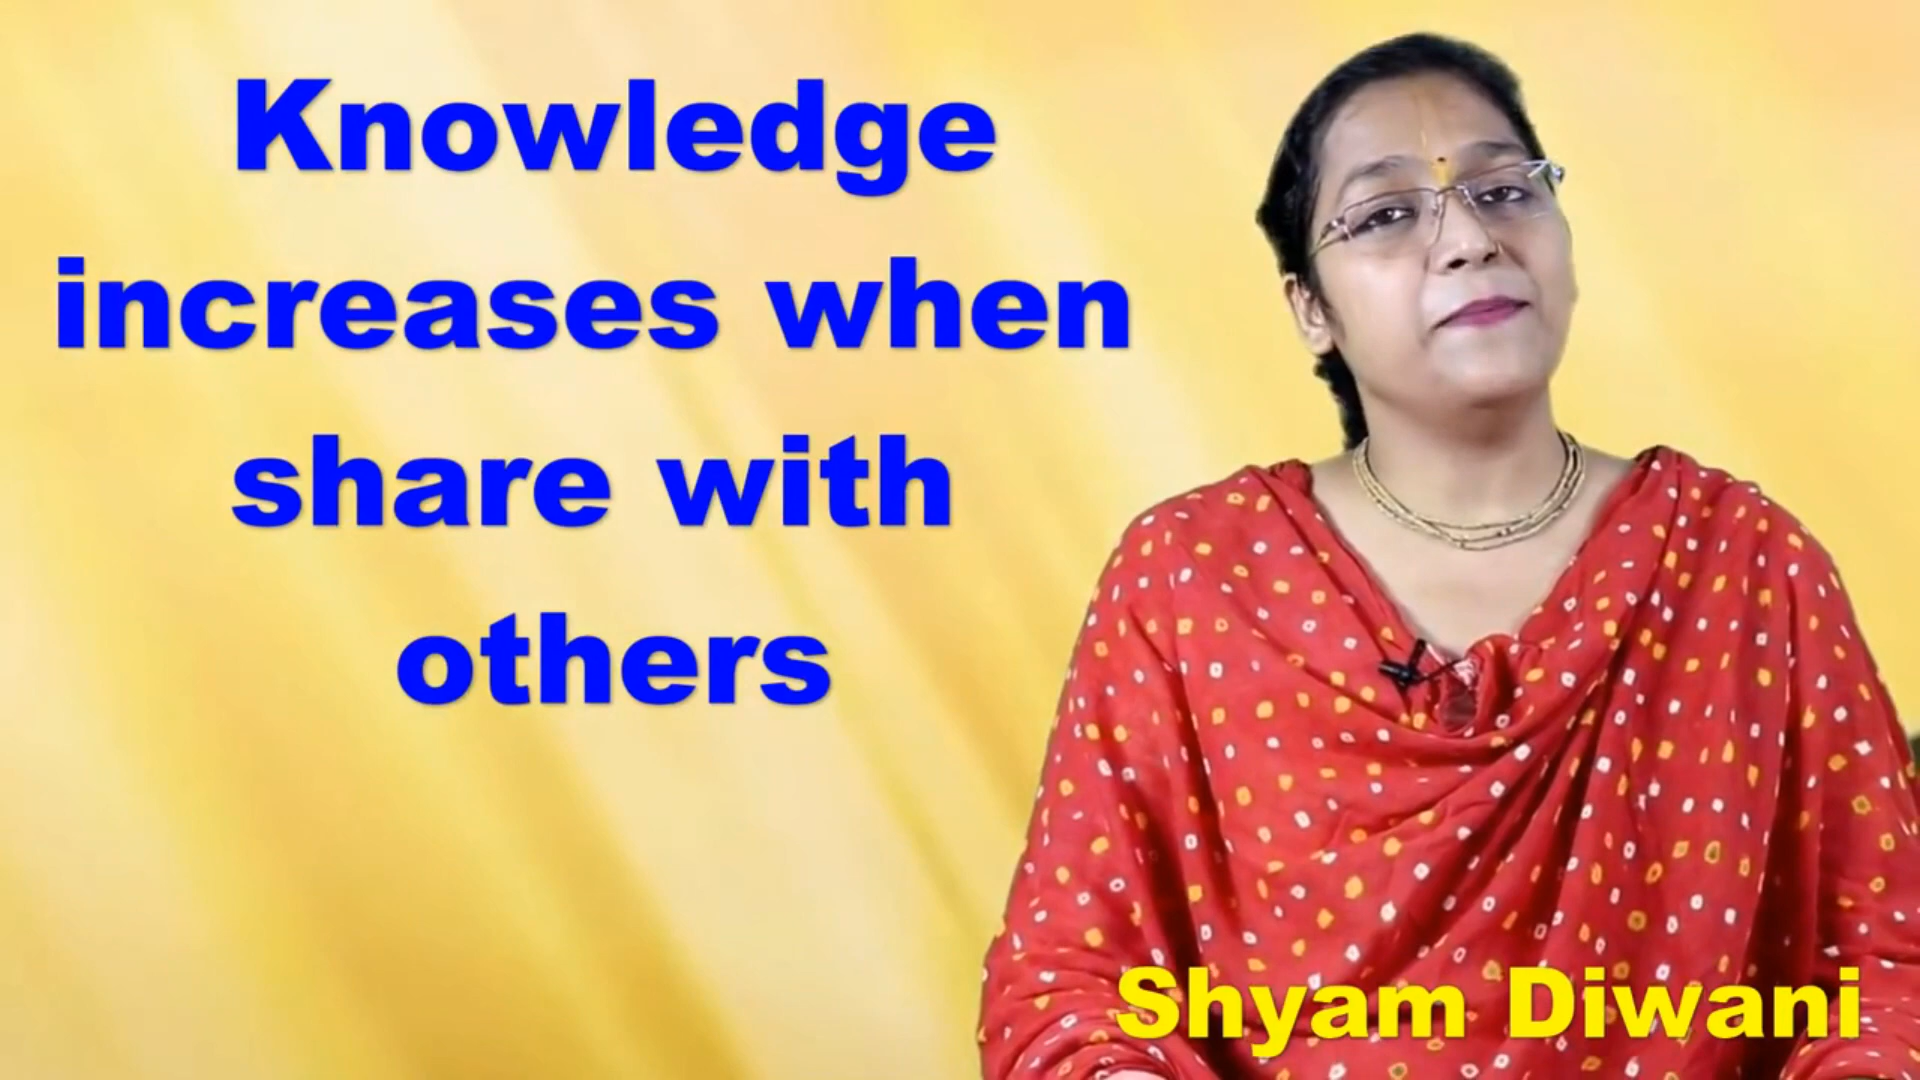 Knowledge
increases when
share with
others
Shyam Diwani